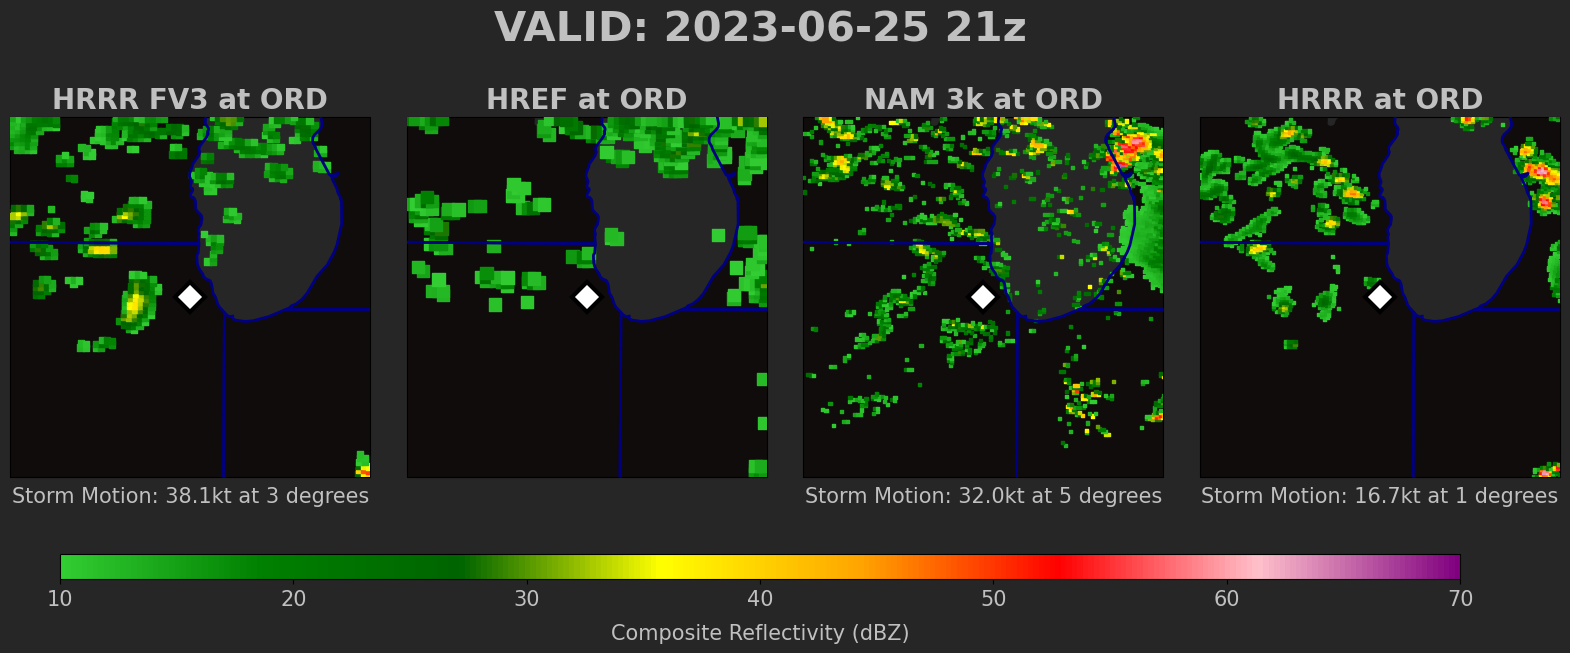 VALID: 2023-06-25 21z
HRRR FV3 at ORD
HREF at ORD
NAM 3k at ORD
HRRR at ORD
Storm Motion: 38.1kt at 3 degrees
Storm Motion: 32.0kt at 5 degrees
Storm Motion: 16.7kt at 1 degrees
10 20 30 40 50 60 70
Composite Reflectivity (dBZ)